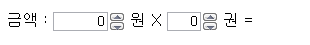 금액 : 0 원 X 0 권 =